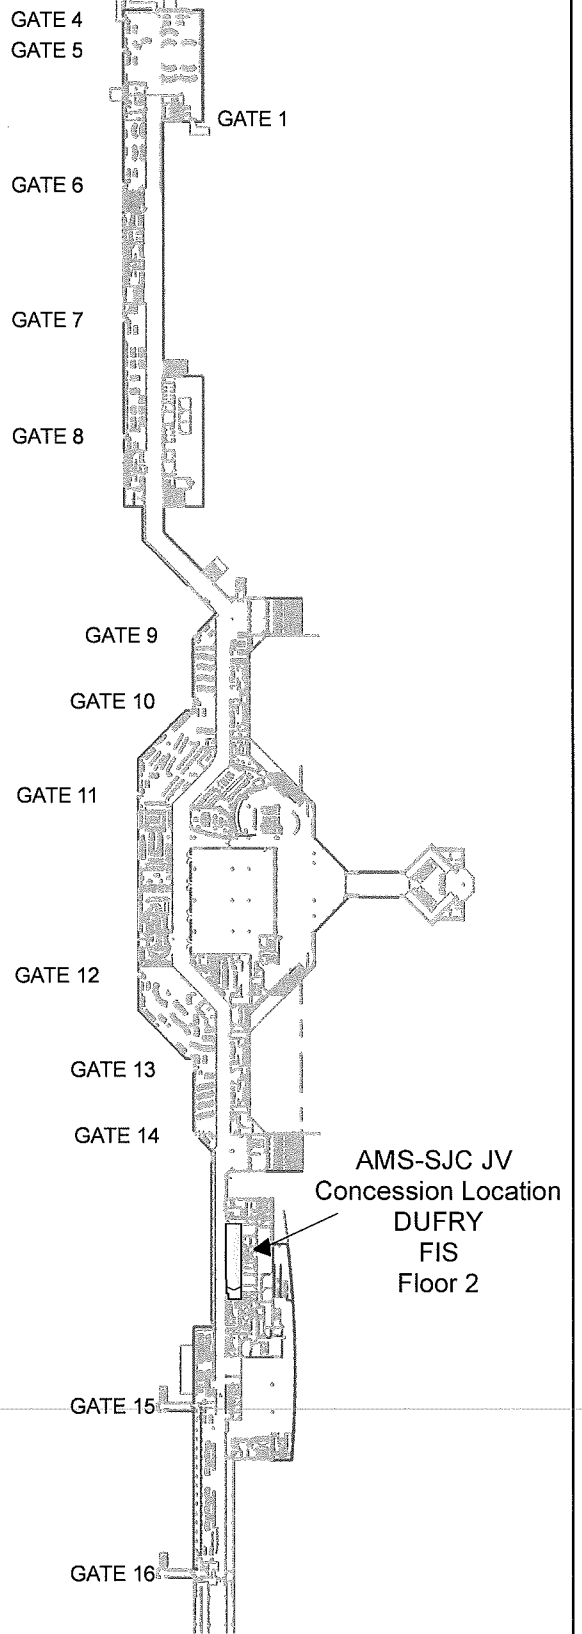 GATE 4
GATE 5
GATE 1
GATE 6
GATE 7
GATE 8
GATE 9
GATE 10
GATE 11
GATE 12
GATE 13
GATE 14
AMS-SJC JV
Concession Location
DUFRY
FIS
Floor 2
GATE 15
GATE 16